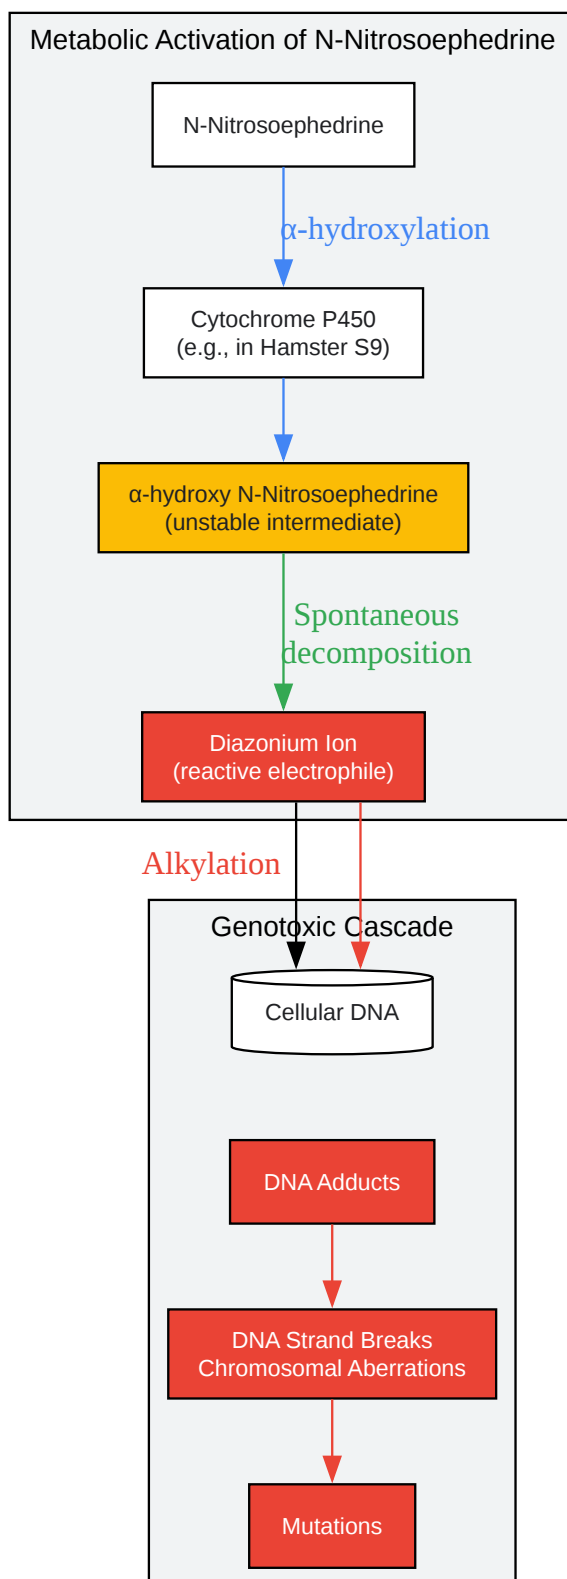 Metabolic Activation of N-Nitrosoephedrine
N-Nitrosoephedrine
α-hydroxylation
Cytochrome P450
(e.g., in Hamster S9)
α-hydroxy N-Nitrosoephedrine
(unstable intermediate)
Spontaneous
decomposition
Diazonium Ion
(reactive electrophile)
Alkylation
Genotoxic Cascade
Cellular DNA
DNA Adducts
DNA Strand Breaks
Chromosomal Aberrations
Mutations